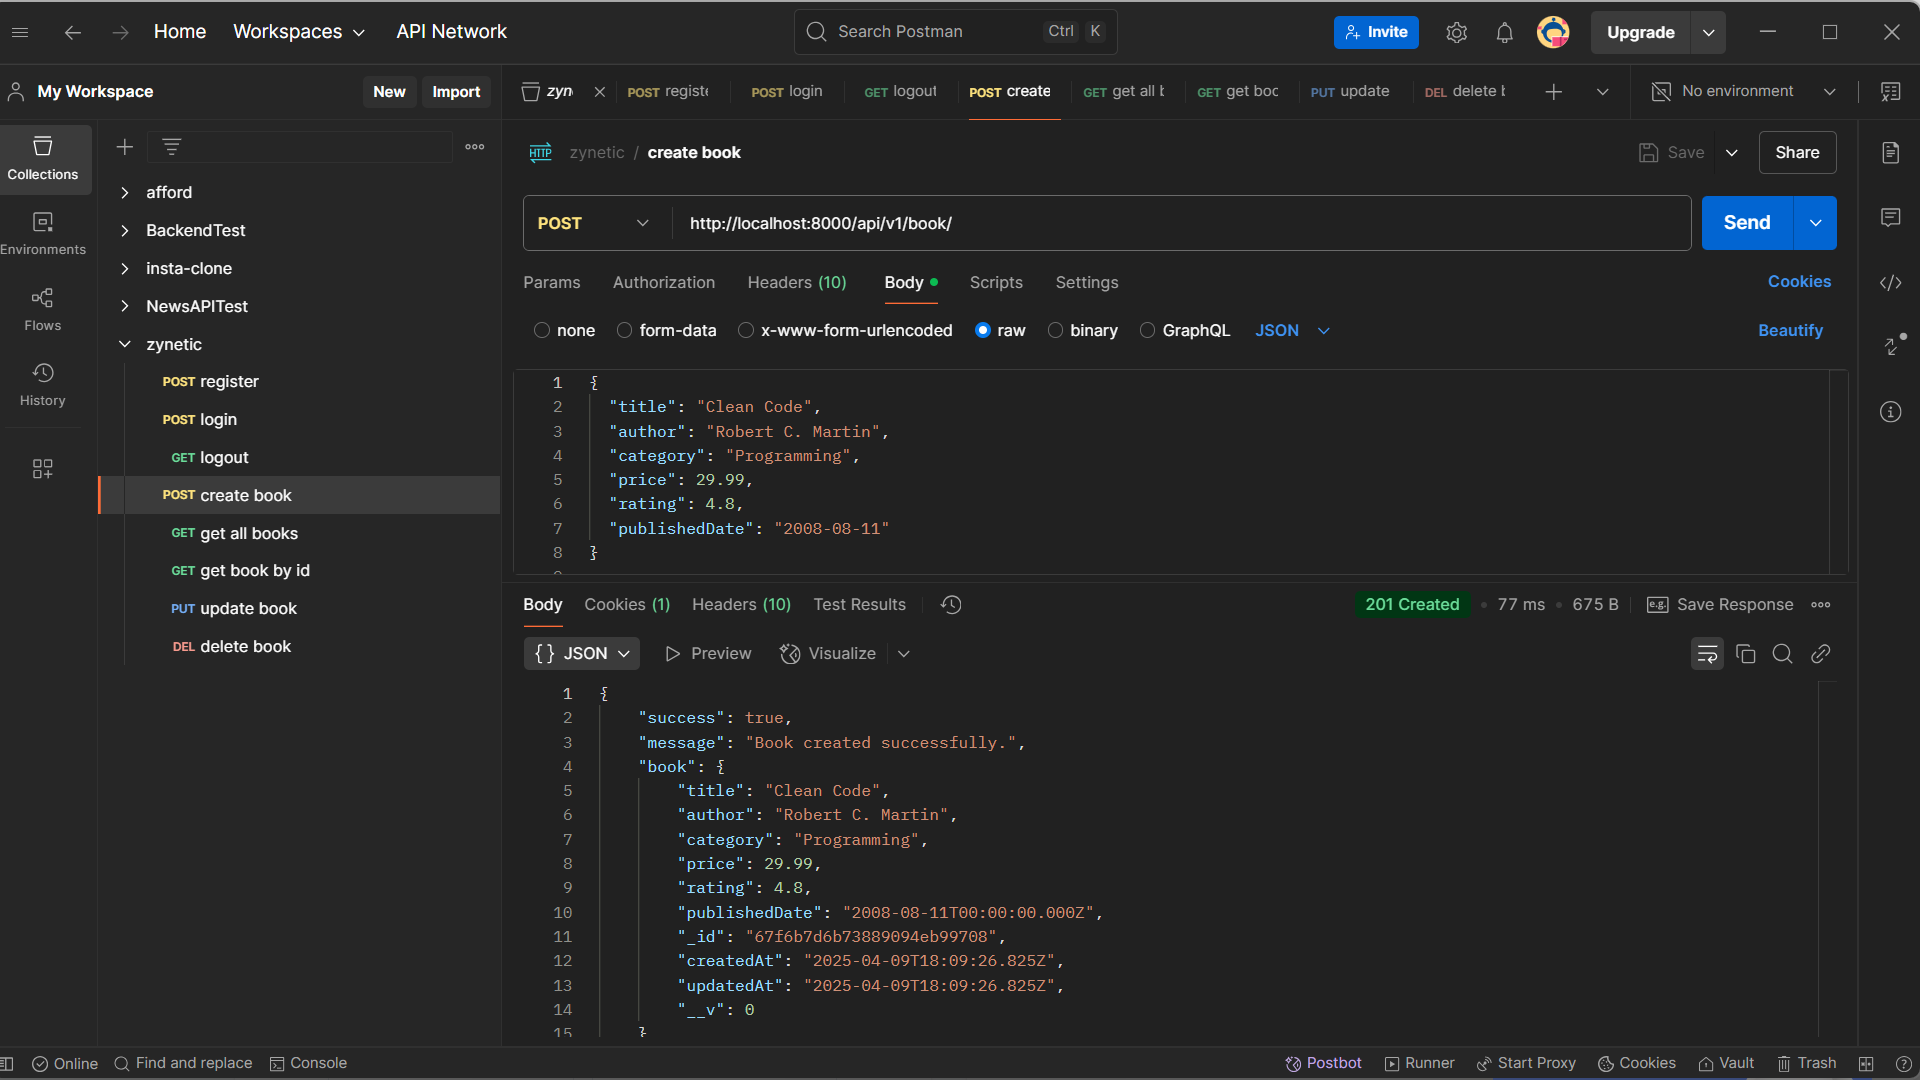 Home Workspaces API Network Search Postman Ctrl K Invite Upgrade
My Workspace New Import zyn POST registe POST login GET logout POST create GET get all b GET get boo PUT update DEL delete b No environment
Collections
Environments
Flows
History
afford
BackendTest
insta-clone
NewsAPITest
zynetic
POST register
POST login
GET logout
POST create book
GET get all books
GET get book by id
PUT update book
DEL delete book
HTTP zynetic / create book Save Share
POST http://localhost:8000/api/v1/book/ Send
Params Authorization Headers (10) Body Scripts Settings Cookies
none form-data x-www-form-urlencoded raw binary GraphQL JSON Beautify
1 {
2 "title": "Clean Code",
3 "author": "Robert C. Martin",
4 "category": "Programming",
5 "price": 29.99,
6 "rating": 4.8,
7 "publishedDate": "2008-08-11"
8 }
Body Cookies (1) Headers (10) Test Results 201 Created 77 ms 675 B e.g. Save Response
{} JSON Preview Visualize
1 {
2 "success": true,
3 "message": "Book created successfully.",
4 "book": {
5 "title": "Clean Code",
6 "author": "Robert C. Martin",
7 "category": "Programming",
8 "price": 29.99,
9 "rating": 4.8,
10 "publishedDate": "2008-08-11T00:00:00.000Z",
11 "_id": "67f6b7d6b73889094eb99708",
12 "createdAt": "2025-04-09T18:09:26.825Z",
13 "updatedAt": "2025-04-09T18:09:26.825Z",
14 "__v": 0
15 }
Online Find and replace Console Postbot Runner Start Proxy Cookies Vault Trash